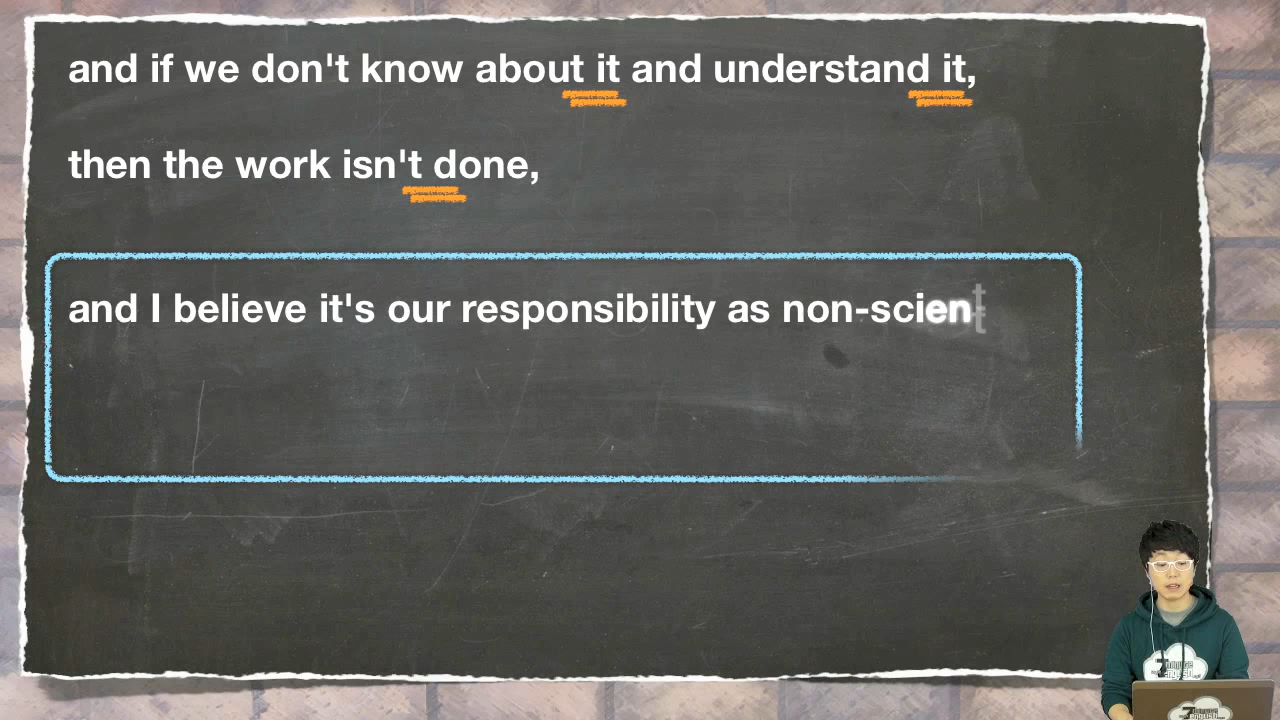 and if we don't know about it and understand it,
then the work isn't done,
and I believe it's our responsibility as non-scient